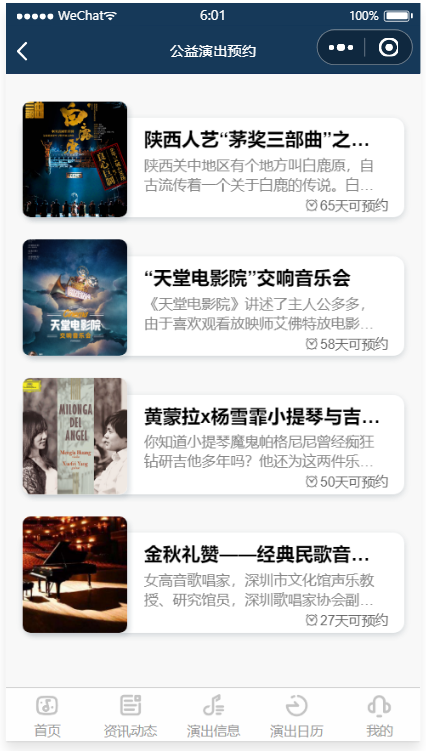 WeChat
6:01
100%
公益演出预约
白鹿原
陕西人艺“茅奖三部曲”之...
陕西关中地区有个地方叫白鹿原，自
古流传着一个关于白鹿的传说。白...
65天可预约
天堂电影院
交响音乐会
“天堂电影院”交响音乐会
《天堂电影院》讲述了主人公多多，
由于喜欢观看放映师艾佛特放电影...
58天可预约
MILONGA
DEL
ANGEL
黄蒙拉x杨雪霏小提琴与吉...
你知道小提琴魔鬼帕格尼尼曾经痴狂
钻研吉他多年吗？他还为这两件乐...
50天可预约
金秋礼赞——经典民歌音...
女高音歌唱家，深圳市文化馆声乐教
授、研究馆员，深圳歌唱家协会副...
27天可预约
首页
资讯动态
演出信息
演出日历
我的